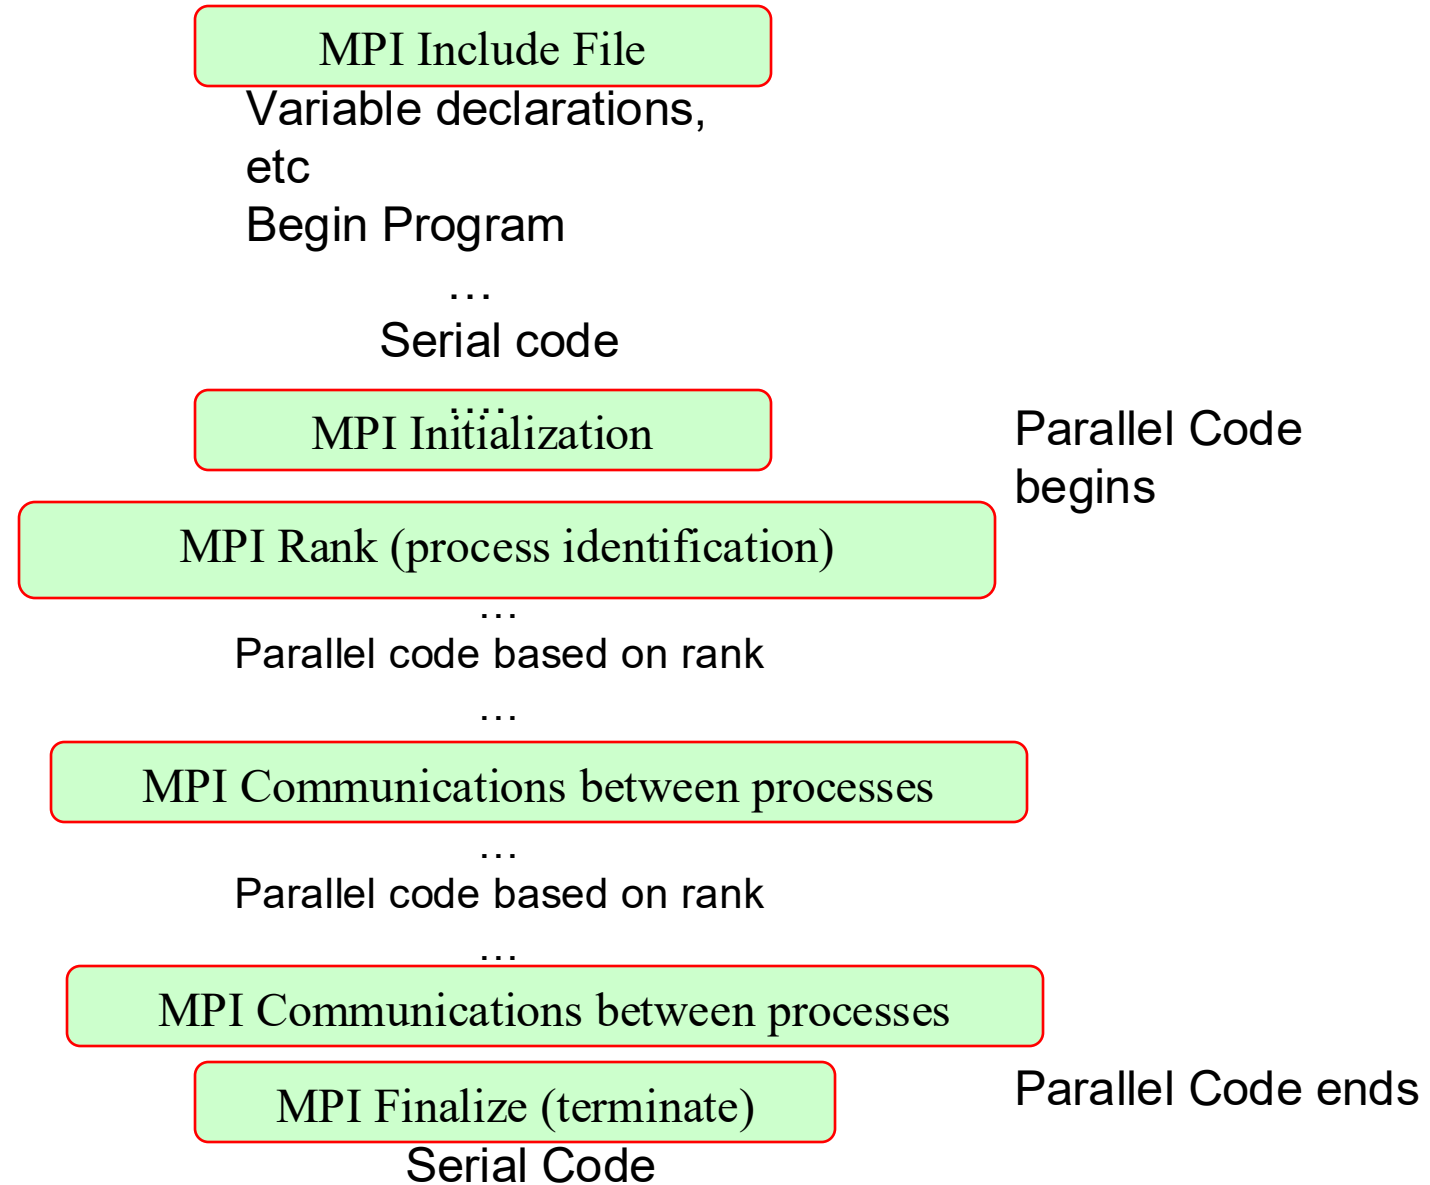 MPI Include File
Variable declarations,
etc
Begin Program
…
Serial code
….
MPI Initialization
Parallel Code
begins
MPI Rank (process identification)
…
Parallel code based on rank
…
MPI Communications between processes
…
Parallel code based on rank
…
MPI Communications between processes
MPI Finalize (terminate)
Parallel Code ends
Serial Code